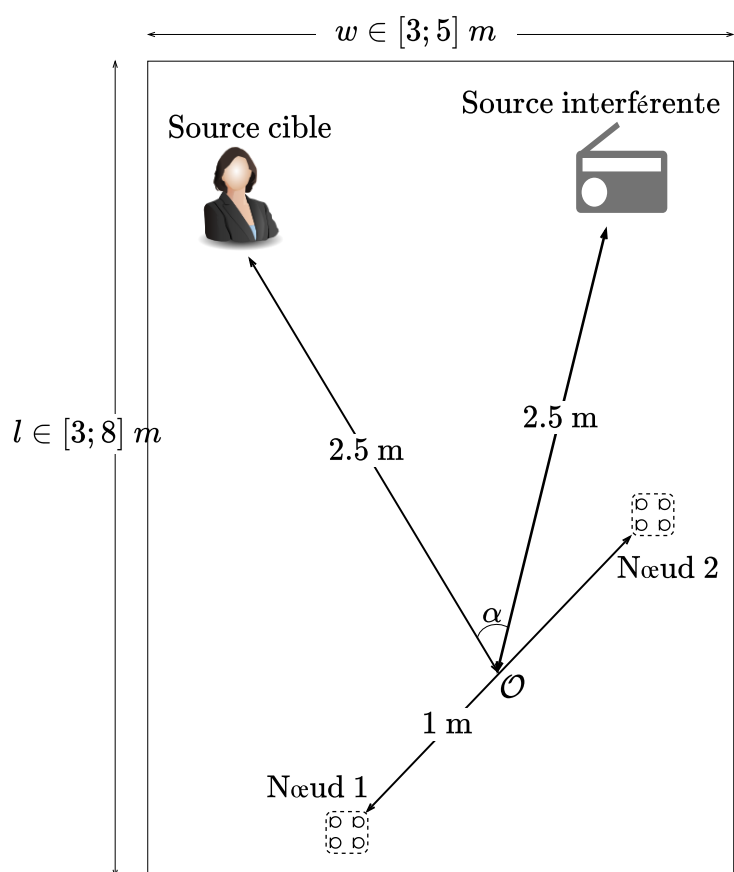 w ∈ [3; 5] m
Source interférente
Source cible
l ∈ [3; 8] m
2.5 m
2.5 m
Nœud 2
α
O
1 m
Nœud 1